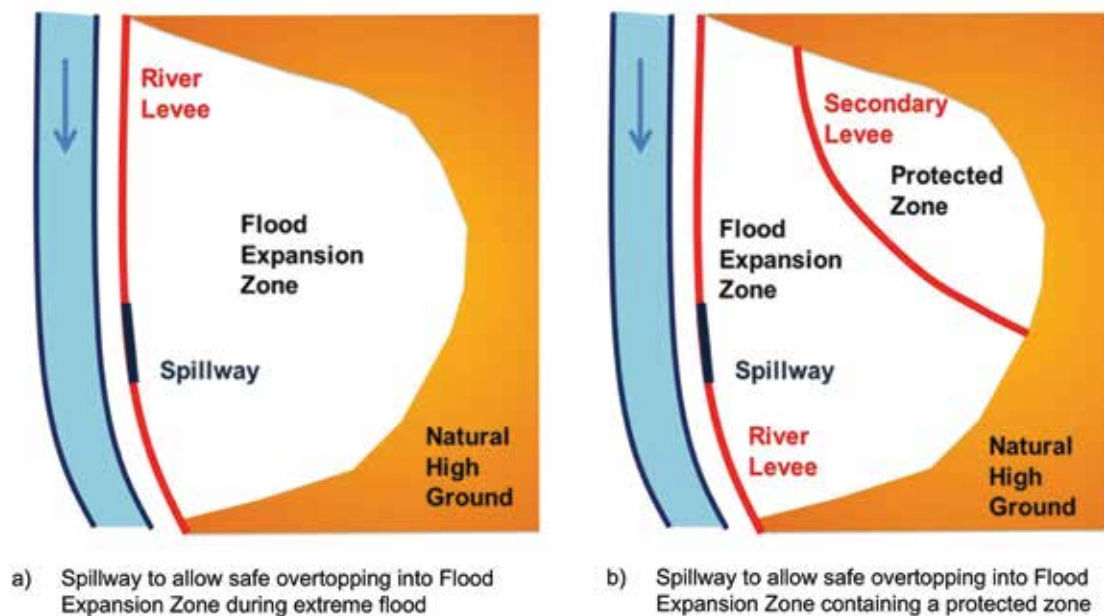 River
Levee
Flood
Expansion
Zone
Spillway
Natural
High
Ground
a) Spillway to allow safe overtopping into Flood
Expansion Zone during extreme flood
Secondary
Levee
Protected
Zone
Flood
Expansion
Zone
Spillway
River
Levee
Natural
High
Ground
b) Spillway to allow safe overtopping into Flood
Expansion Zone containing a protected zone